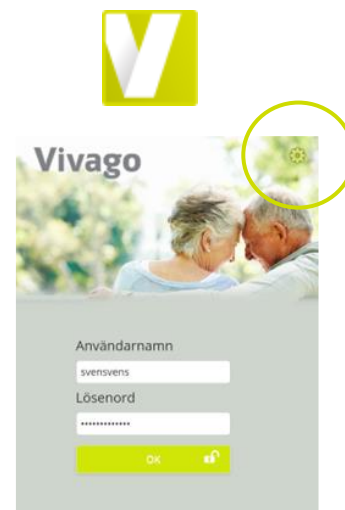 Vivago
Användarnamn
svensvens
Lösenord
•••••••••••••
OK